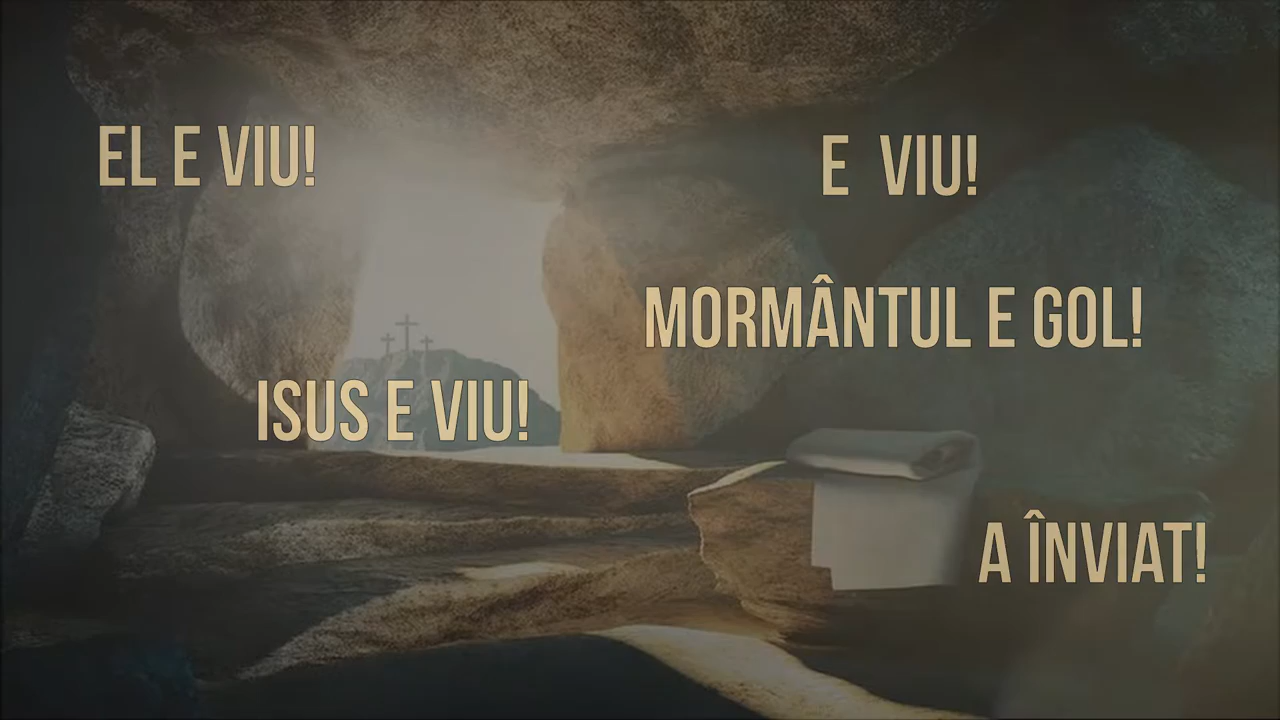 EL E VIU!
E VIU!
MORMÂNTUL E GOL!
ISUS E VIU!
A ÎNVIAT!